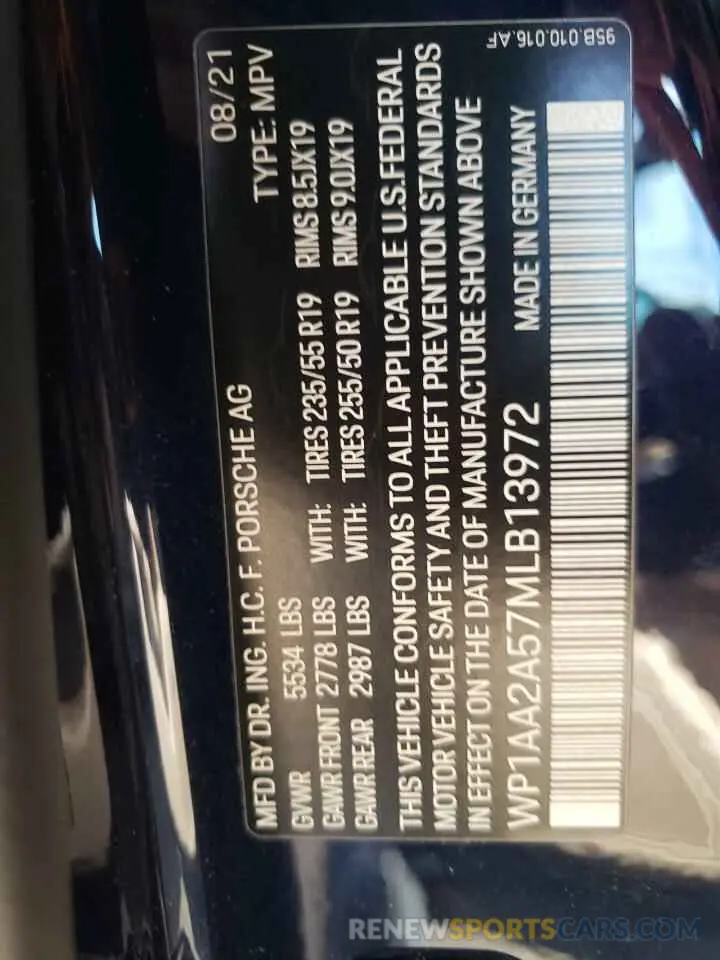 MFD BY DR. ING. H.C. F. PORSCHE AG 08/21
GVWR 5534 LBS TYPE: MPV
GAWR FRONT 2778 LBS WITH: TIRES 235/55 R19 RIMS 8.5JX19
GAWR REAR 2987 LBS WITH: TIRES 255/50 R19 RIMS 9.0JX19
THIS VEHICLE CONFORMS TO ALL APPLICABLE U.S.FEDERAL
MOTOR VEHICLE SAFETY AND THEFT PREVENTION STANDARDS
IN EFFECT ON THE DATE OF MANUFACTURE SHOWN ABOVE
WP1AA2A57MLB13972 MADE IN GERMANY
95B.010.016.AF
RENEWSPORTSCARS.COM